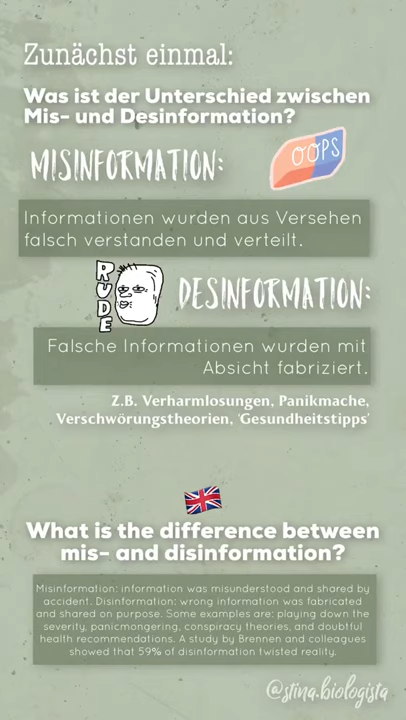 Zunächst einmal:
Was ist der Unterschied zwischen
Mis- und Desinformation?
MISINFORMATION:
OOPS
Informationen wurden aus Versehen
falsch verstanden und verteilt.
RUDE
DESINFORMATION:
Falsche Informationen wurden mit
Absicht fabriziert.
Z.B. Verharmlosungen, Panikmache,
Verschwörungstheorien, 'Gesundheitstipps'
What is the difference between
mis- and disinformation?
Misinformation: information was misunderstood and shared by
accident. Disinformation: wrong information was fabricated
and shared on purpose. Some examples are: playing down the
severity, panicmongering, conspiracy theories, and doubtful
health recommendations. A study by Brennen and colleagues
showed that 59% of disinformation twisted reality.
@stina.biologista